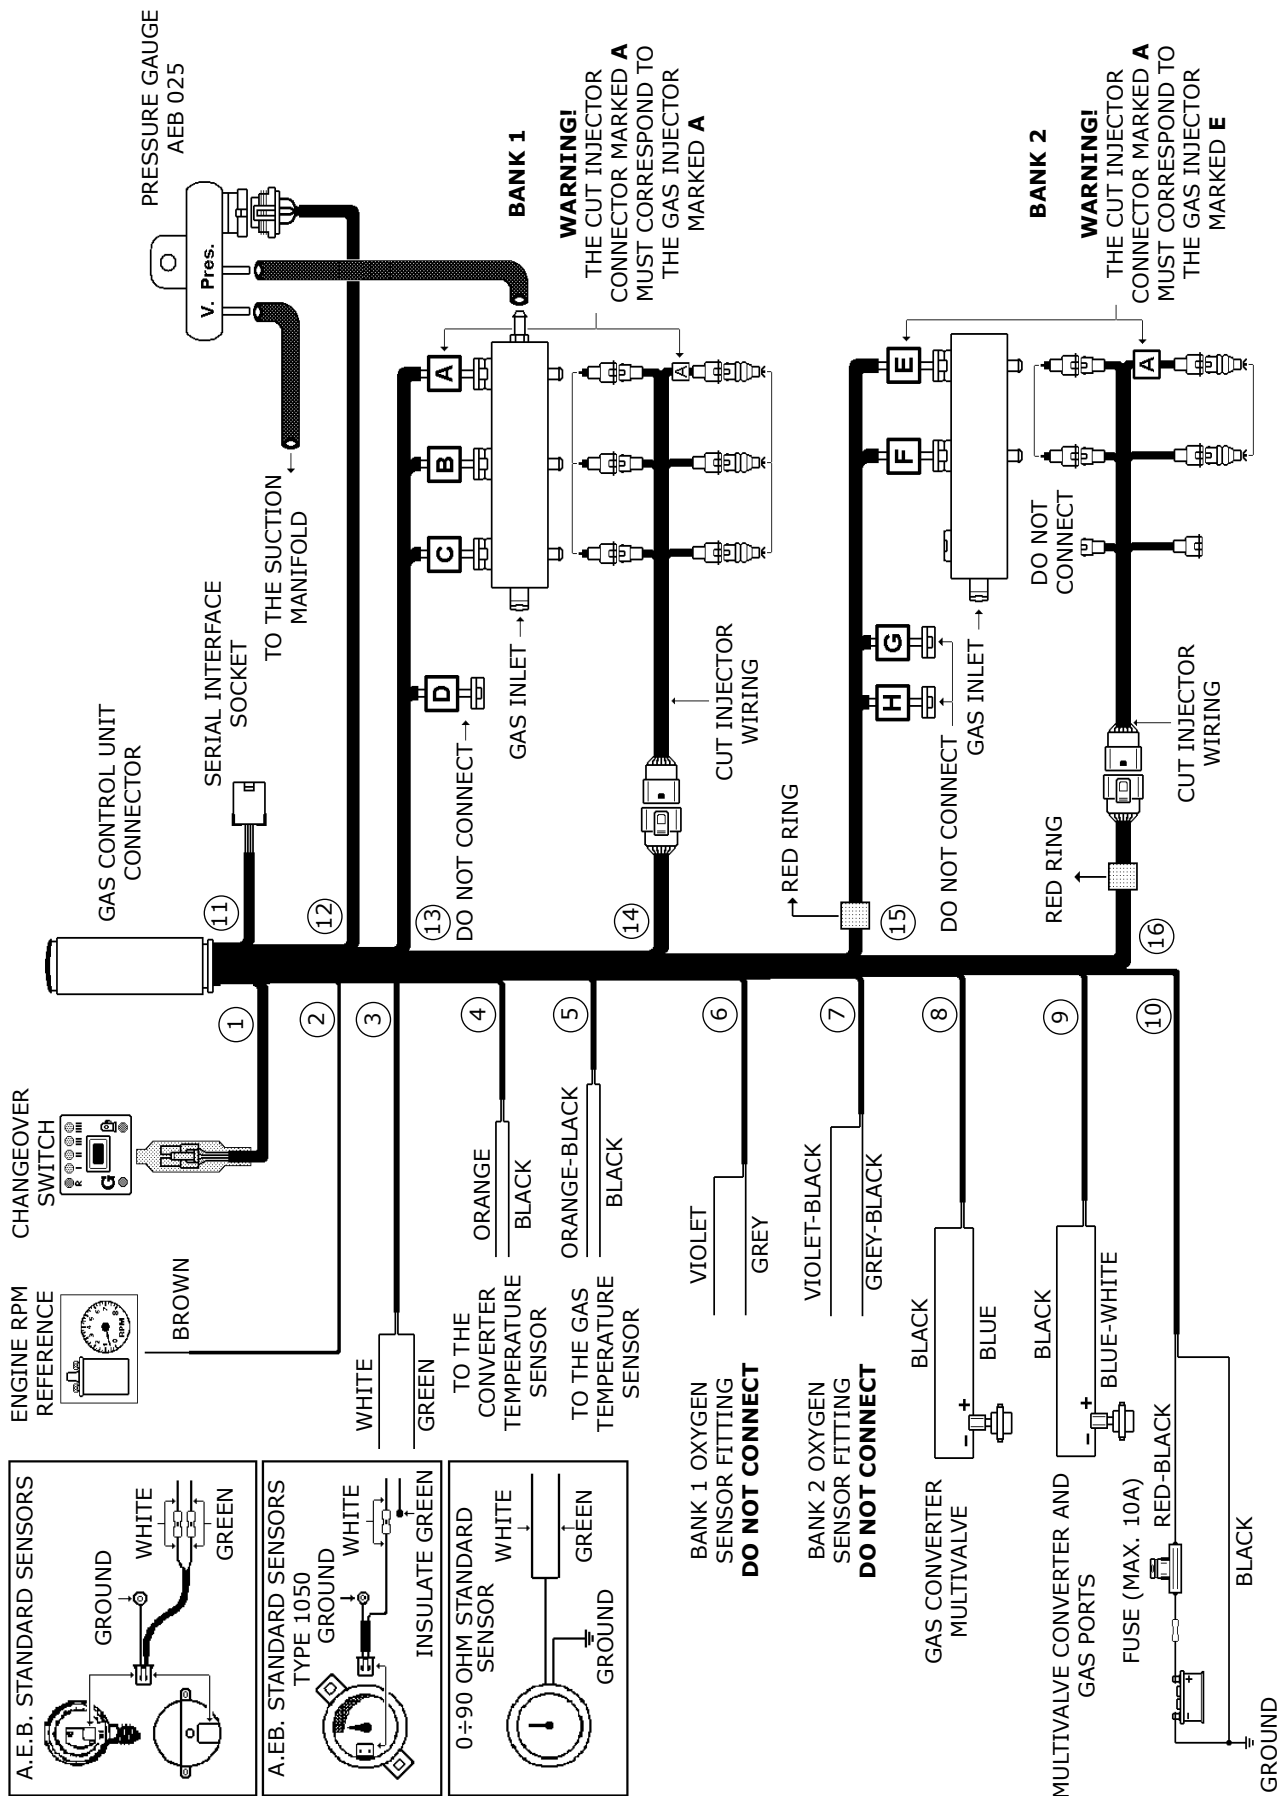 A.E.B. STANDARD SENSORS
GROUND
WHITE
GREEN
A.EB. STANDARD SENSORS
TYPE 1050
GROUND
WHITE
INSULATE GREEN
0÷90 OHM STANDARD
SENSOR
WHITE
GREEN
GROUND
ENGINE RPM
REFERENCE
RPM
BROWN
CHANGEOVER
SWITCH
R I II III IIII
G
GAS CONTROL UNIT
CONNECTOR
SERIAL INTERFACE
SOCKET
PRESSURE GAUGE
AEB 025
V. Pres.
TO THE SUCTION
MANIFOLD
1
2
3
4
5
6
7
8
9
10
11
12
13
14
15
16
WHITE
GREEN
TO THE
CONVERTER
TEMPERATURE
SENSOR
ORANGE
BLACK
TO THE GAS
TEMPERATURE
SENSOR
ORANGE-BLACK
BLACK
BANK 1 OXYGEN
SENSOR FITTING
DO NOT CONNECT
VIOLET
GREY
BANK 2 OXYGEN
SENSOR FITTING
DO NOT CONNECT
VIOLET-BLACK
GREY-BLACK
GAS CONVERTER
MULTIVALVE
BLACK
BLUE
- +
MULTIVALVE CONVERTER AND
GAS PORTS
BLACK
BLUE-WHITE
- +
FUSE (MAX. 10A)
RED-BLACK
- +
BLACK
GROUND
D
C
B
A
DO NOT CONNECT
GAS INLET
A
CUT INJECTOR
WIRING
BANK 1
WARNING!
THE CUT INJECTOR
CONNECTOR MARKED A
MUST CORRESPOND TO
THE GAS INJECTOR
MARKED A
RED RING
H
G
F
E
DO NOT CONNECT
GAS INLET
DO NOT
CONNECT
A
RED RING
CUT INJECTOR
WIRING
BANK 2
WARNING!
THE CUT INJECTOR
CONNECTOR MARKED A
MUST CORRESPOND TO
THE GAS INJECTOR
MARKED E